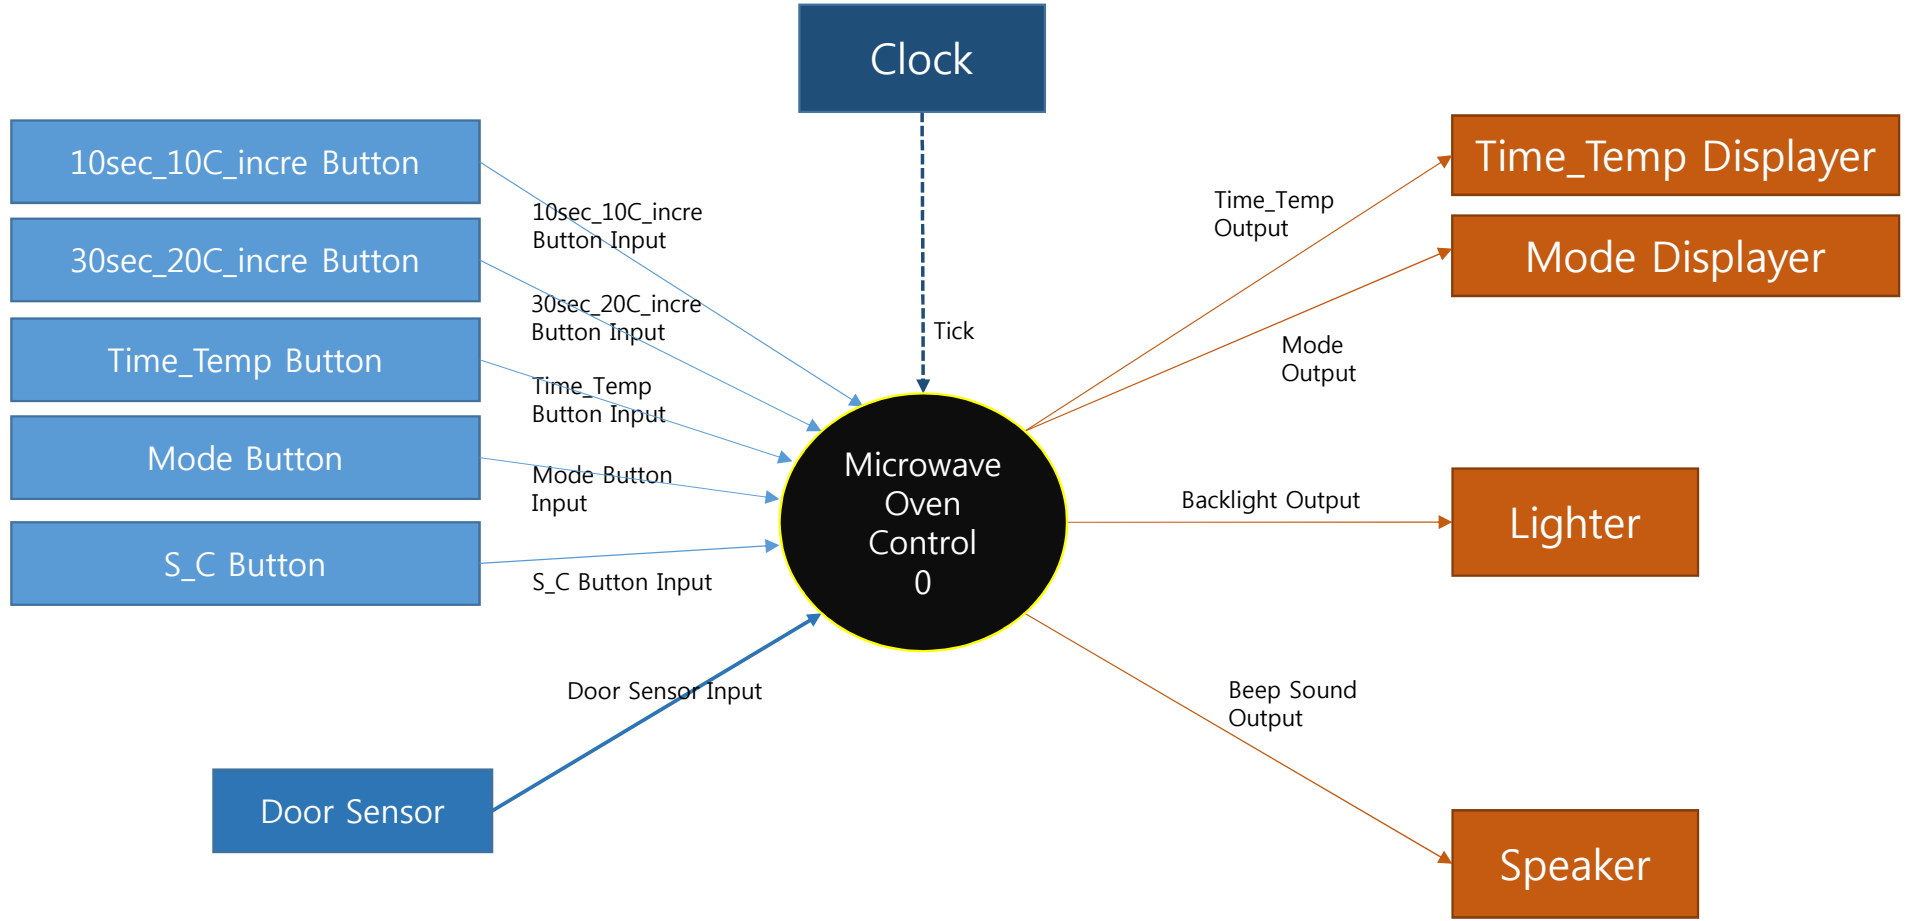 Clock
10sec_10C_incre Button
30sec_20C_incre Button
Time_Temp Button
Mode Button
S_C Button
Door Sensor
10sec_10C_incre
Button Input
30sec_20C_incre
Button Input
Time_Temp
Button Input
Mode Button
Input
S_C Button Input
Door Sensor Input
Tick
Microwave
Oven
Control
0
Time_Temp
Output
Mode
Output
Backlight Output
Beep Sound
Output
Time_Temp Displayer
Mode Displayer
Lighter
Speaker